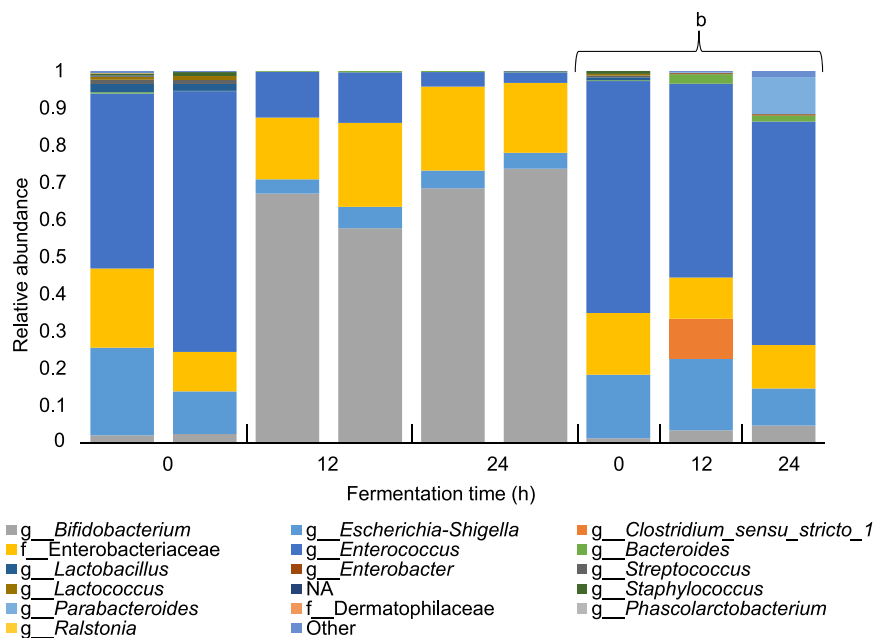 b
Relative abundance
1
0.9
0.8
0.7
0.6
0.5
0.4
0.3
0.2
0.1
0
0 12 24 0 12 24
Fermentation time (h)
g__Bifidobacterium g__Escherichia-Shigella g__Clostridium_sensu_stricto_1
f__Enterobacteriaceae g__Enterococcus g__Bacteroides
g__Lactobacillus g__Enterobacter g__Streptococcus
g__Lactococcus NA g__Staphylococcus
g__Parabacteroides f__Dermatophilaceae g__Phascolarctobacterium
g__Ralstonia Other